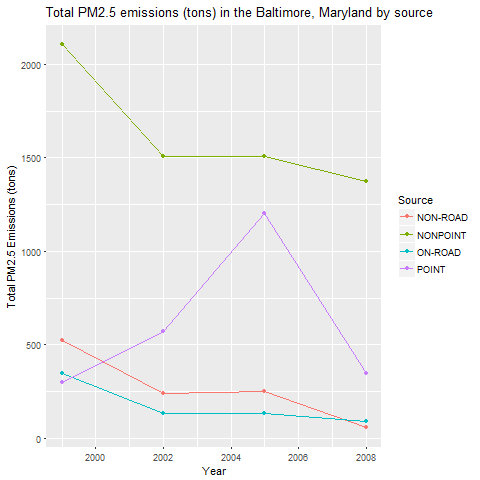 Total PM2.5 emissions (tons) in the Baltimore, Maryland by source
Total PM2.5 Emissions (tons)
2000
1500
1000
500
0
2000 2002 2004 2006 2008
Year
Source
NON-ROAD
NONPOINT
ON-ROAD
POINT